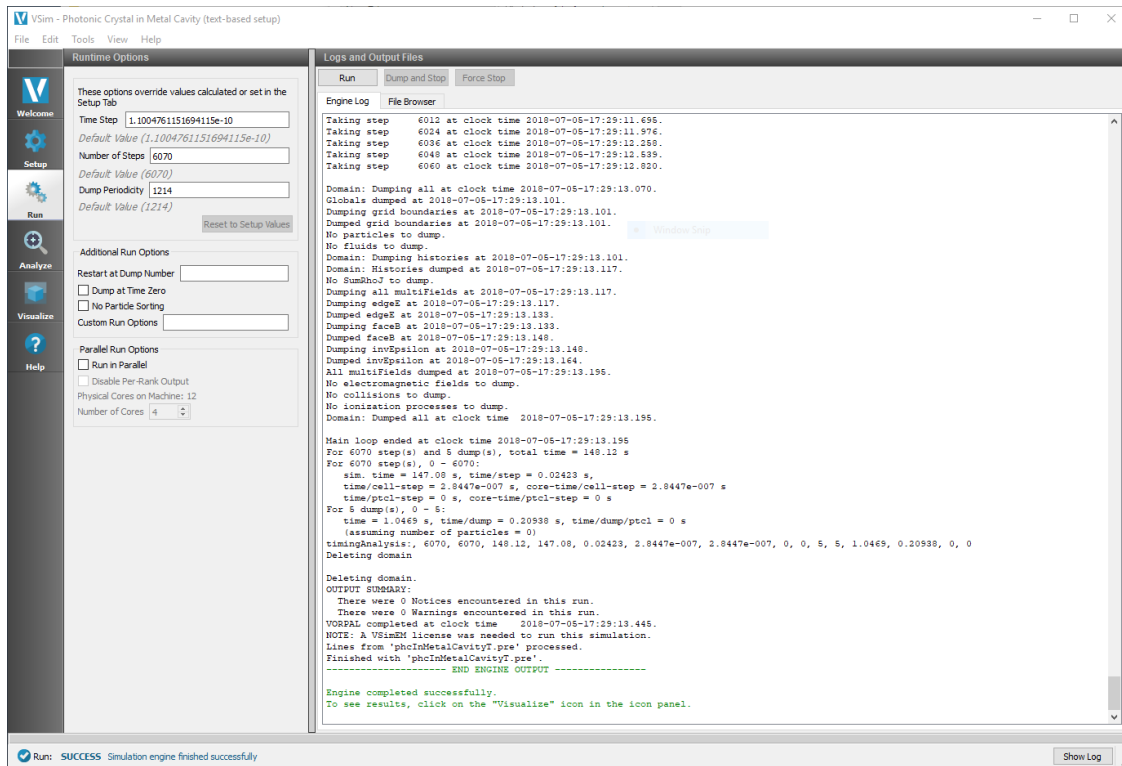 VSim - Photonic Crystal in Metal Cavity (text-based setup)
File Edit Tools View Help
Runtime Options
Logs and Output Files
Welcome
Setup
Run
Analyze
Visualize
Help
These options override values calculated or set in the
Setup Tab
Time Step 1.1004761151694115e-10
Default Value (1.1004761151694115e-10)
Number of Steps 6070
Default Value (6070)
Dump Periodicity 1214
Default Value (1214)
Reset to Setup Values
Additional Run Options
Restart at Dump Number
Dump at Time Zero
No Particle Sorting
Custom Run Options
Parallel Run Options
Run in Parallel
Disable Per-Rank Output
Physical Cores on Machine: 12
Number of Cores 4
Run Dump and Stop Force Stop
Engine Log File Browser
Taking step 6012 at clock time 2018-07-05-17:29:11.695.
Taking step 6024 at clock time 2018-07-05-17:29:11.976.
Taking step 6036 at clock time 2018-07-05-17:29:12.258.
Taking step 6048 at clock time 2018-07-05-17:29:12.539.
Taking step 6060 at clock time 2018-07-05-17:29:12.820.
Domain: Dumping all at clock time 2018-07-05-17:29:13.070.
Globals dumped at 2018-07-05-17:29:13.101.
Dumping grid boundaries at 2018-07-05-17:29:13.101.
Dumped grid boundaries at 2018-07-05-17:29:13.101.
Window Snip
No particles to dump.
No fluids to dump.
Domain: Dumping histories at 2018-07-05-17:29:13.101.
Domain: Histories dumped at 2018-07-05-17:29:13.117.
No SumRhoJ to dump.
Dumping all multiFields at 2018-07-05-17:29:13.117.
Dumping edgeE at 2018-07-05-17:29:13.117.
Dumped edgeE at 2018-07-05-17:29:13.133.
Dumping faceB at 2018-07-05-17:29:13.133.
Dumped faceB at 2018-07-05-17:29:13.148.
Dumping invEpsilon at 2018-07-05-17:29:13.148.
Dumped invEpsilon at 2018-07-05-17:29:13.164.
All multiFields dumped at 2018-07-05-17:29:13.195.
No electromagnetic fields to dump.
No collisions to dump.
No ionization processes to dump.
Domain: Dumped all at clock time 2018-07-05-17:29:13.195.
Main loop ended at clock time 2018-07-05-17:29:13.195
For 6070 step(s) and 5 dump(s), total time = 148.12 s
For 6070 step(s), 0 - 6070:
sim. time = 147.08 s, time/step = 0.02423 s,
time/cell-step = 2.8447e-007 s, core-time/cell-step = 2.8447e-007 s
time/ptcl-step = 0 s, core-time/ptcl-step = 0 s
For 5 dump(s), 0 - 5:
time = 1.0469 s, time/dump = 0.20938 s, time/dump/ptcl = 0 s
(assuming number of particles = 0)
timingAnalysis:, 6070, 6070, 148.12, 147.08, 0.02423, 2.8447e-007, 2.8447e-007, 0, 0, 5, 5, 1.0469, 0.20938, 0, 0
Deleting domain
Deleting domain.
OUTPUT SUMMARY:
There were 0 Notices encountered in this run.
There were 0 Warnings encountered in this run.
VORPAL completed at clock time 2018-07-05-17:29:13.445.
NOTE: A VSimEM license was needed to run this simulation.
Lines from 'phcInMetalCavityT.pre' processed.
Finished with 'phcInMetalCavityT.pre'.
--------------------- END ENGINE OUTPUT ----------------
Engine completed successfully.
To see results, click on the "Visualize" icon in the icon panel.
Run: SUCCESS Simulation engine finished successfully
Show Log